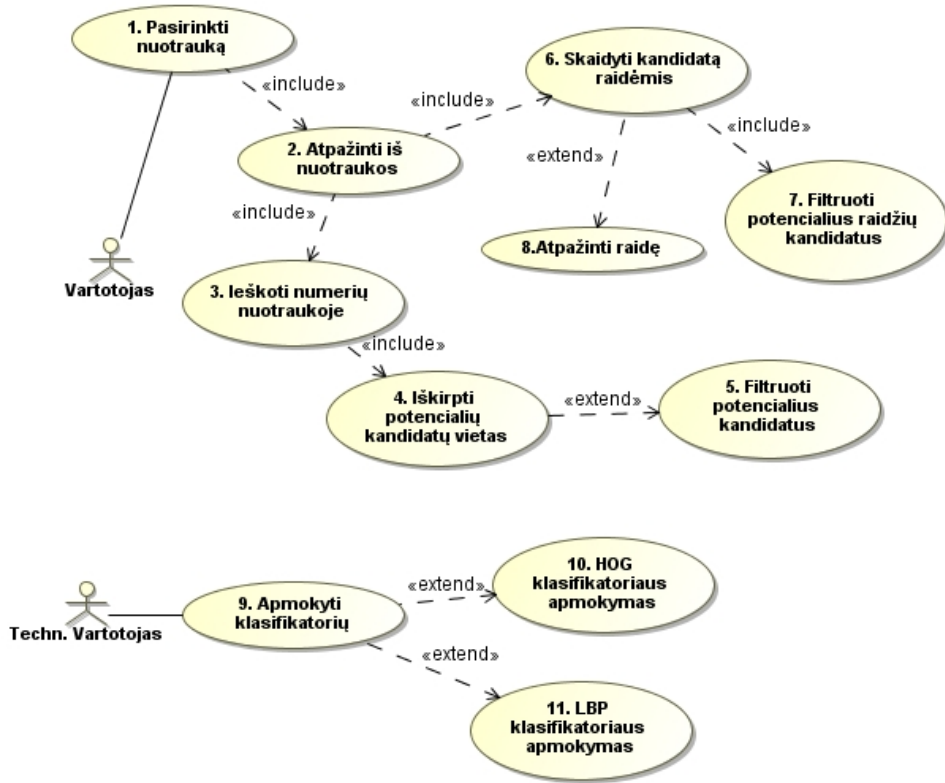 1. Pasirinkti
nuotrauką
«include»
6. Skaidyti kandidatą
raidėmis
«include»
2. Atpažinti iš
nuotraukos
«extend»
«include»
7. Filtruoti
potencialius raidžių
kandidatus
«include»
8.Atpažinti raidę
Vartotojas
3. Ieškoti numerių
nuotraukoje
«include»
4. Iškirpti
potencialių
kandidatų vietas
«extend»
5. Filtruoti
potencialius
kandidatus
Techn. Vartotojas
9. Apmokyti
klasifikatorių
«extend»
10. HOG
klasifikatoriaus
apmokymas
«extend»
11. LBP
klasifikatoriaus
apmokymas